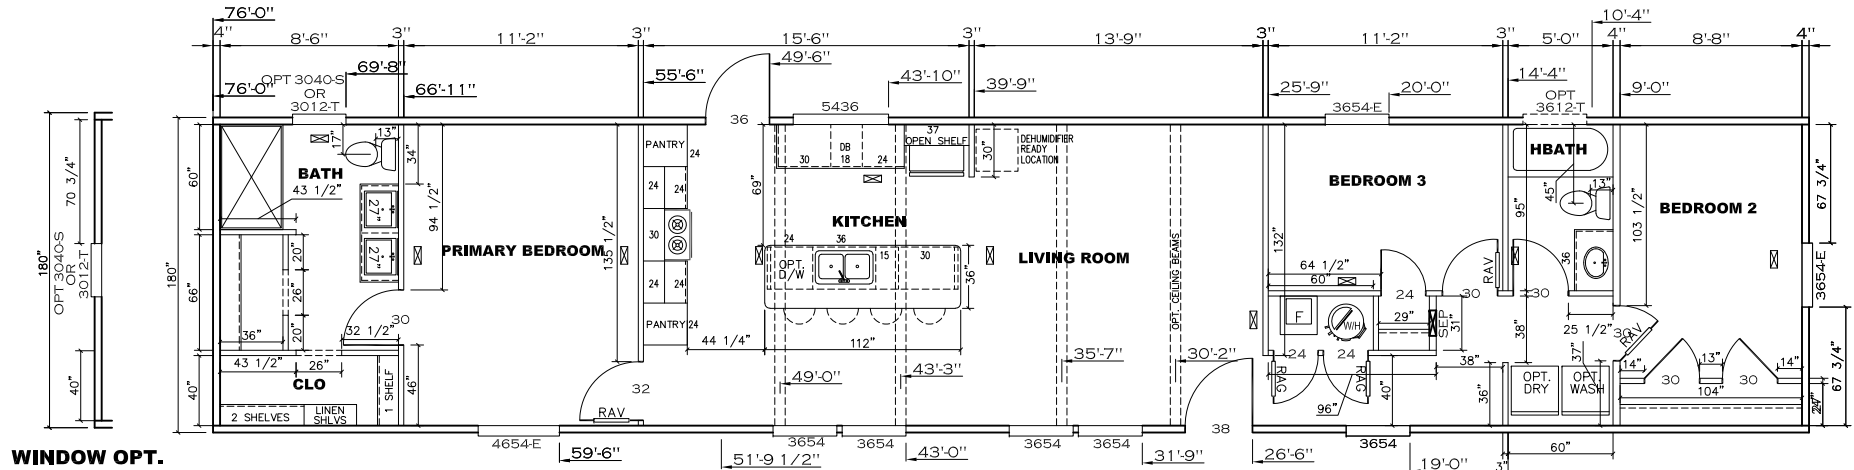 76'-0" 10'-4"
4" 8'-6" 3" 11'-2" 3" 15'-6" 3" 13'-9" 3" 11'-2" 3" 5'-0" 4" 8'-8" 4"
69'-8" 49'-6"
OPT 3040-S OR 3012-T
76'-0" 66'-11" 55'-6" 43'-10" 39'-9" 25'-9" 20'-0" 14'-4" OPT 3612-T 9'-0"
36 5436 3654-E
17" 13" 34"
PANTRY 24
DB
30 18 24
37
OPEN SHELF
30"
DEHUMIDIFIER
READY
LOCATION
HBATH
BATH
43 1/2"
60"
70 3/4"
27"
27"
94 1/2"
24 24
69"
BEDROOM 3
45"
13"
95"
103 1/2"
67 3/4"
180"
OPT 3040-S
OR
3012-T
180"
KITCHEN
BEDROOM 2
PRIMARY BEDROOM
135 1/2"
30
24 36
15 30
OPT.
D/W
36"
LIVING ROOM
OPT. CEILING BEAMS
132"
64 1/2"
60"
RAV
36
3654-E
66"
20"
26"
20"
36"
24 24
24 30 30
F
W/H
29"
SEP
31"
38"
25 1/2"
30
RAV
30
32 1/2"
PANTRY 24
44 1/4" 112"
43 1/2" 26"
CLO
1 SHELF
46"
40"
40"
35'-7" 30'-2"
49'-0" 43'-3"
24 24
RAG RAG
38"
37"
14" 13" 14"
30 30
104"
67 3/4"
24"
32
RAV
2 SHELVES
LINEN
SHLVS
96"
40"
36"
OPT.
DRY
OPT.
WASH
4654-E 3654 3654 3654 3654 38 3654
60"
WINDOW OPT.
59'-6" 51'-9 1/2" 43'-0" 31'-9" 26'-6" 19'-0" 3"